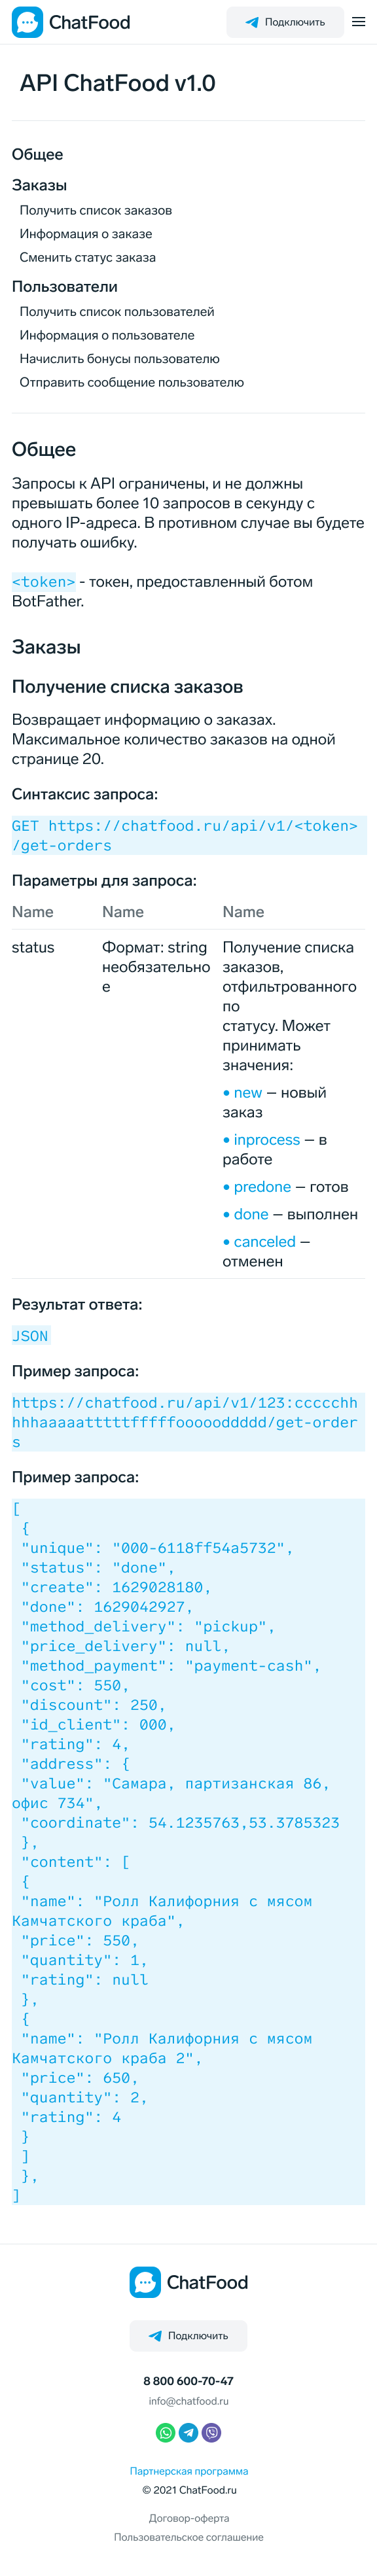 ChatFood
Подключить
API ChatFood v1.0
Общее
Заказы
Получить список заказов
Информация о заказе
Сменить статус заказа
Пользователи
Получить список пользователей
Информация о пользователе
Начислить бонусы пользователю
Отправить сообщение пользователю
Общее
Запросы к API ограничены, и не должны
превышать более 10 запросов в секунду с
одного IP-адреса. В противном случае вы будете
получать ошибку.
<token> - токен, предоставленный ботом
BotFather.
Заказы
Получение списка заказов
Возвращает информацию о заказах.
Максимальное количество заказов на одной
странице 20.
Синтаксис запроса:
GET https://chatfood.ru/api/v1/<token>
/get-orders
Параметры для запроса:
Name Name Name
status
Формат: string
необязательно
е
Получение списка
заказов,
отфильтрованного
по
статусу. Может
принимать
значения:
• new — новый
заказ
• inprocess — в
работе
• predone — готов
• done — выполнен
• canceled —
отменен
Результат ответа:
JSON
Пример запроса:
https://chatfood.ru/api/v1/123:ccccchh
hhhaaaaatttttfffffoooooddddd/get-order
s
Пример запроса:
[
{
"unique": "000-6118ff54a5732",
"status": "done",
"create": 1629028180,
"done": 1629042927,
"method_delivery": "pickup",
"price_delivery": null,
"method_payment": "payment-cash",
"cost": 550,
"discount": 250,
"id_client": 000,
"rating": 4,
"address": {
"value": "Самара, партизанская 86,
офис 734",
"coordinate": 54.1235763,53.3785323
},
"content": [
{
"name": "Ролл Калифорния с мясом
Камчатского краба",
"price": 550,
"quantity": 1,
"rating": null
},
{
"name": "Ролл Калифорния с мясом
Камчатского краба 2",
"price": 650,
"quantity": 2,
"rating": 4
}
]
},
]
ChatFood
Подключить
8 800 600-70-47
info@chatfood.ru
Партнерская программа
© 2021 ChatFood.ru
Договор-оферта
Пользовательское соглашение